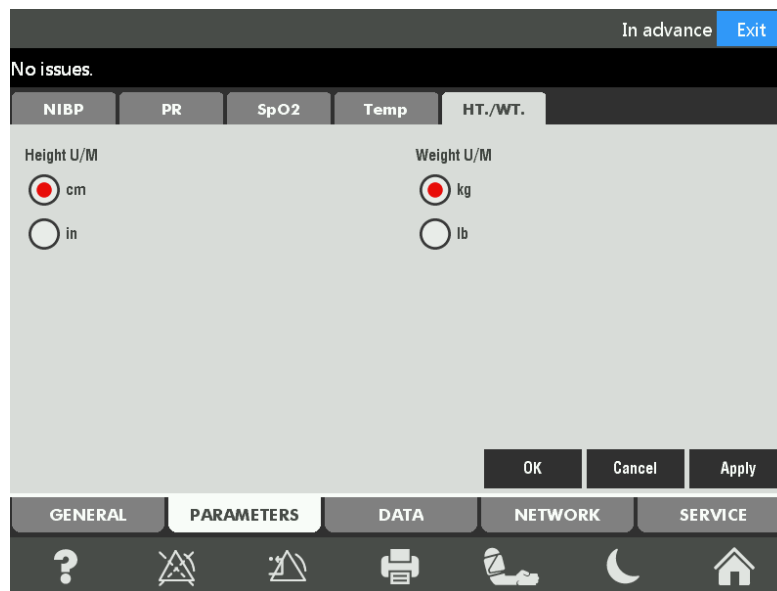 In advance Exit
No issues.
NIBP PR SpO2 Temp HT./WT.
Height U/M Weight U/M
cm kg
in lb
OK Cancel Apply
GENERAL PARAMETERS DATA NETWORK SERVICE
?